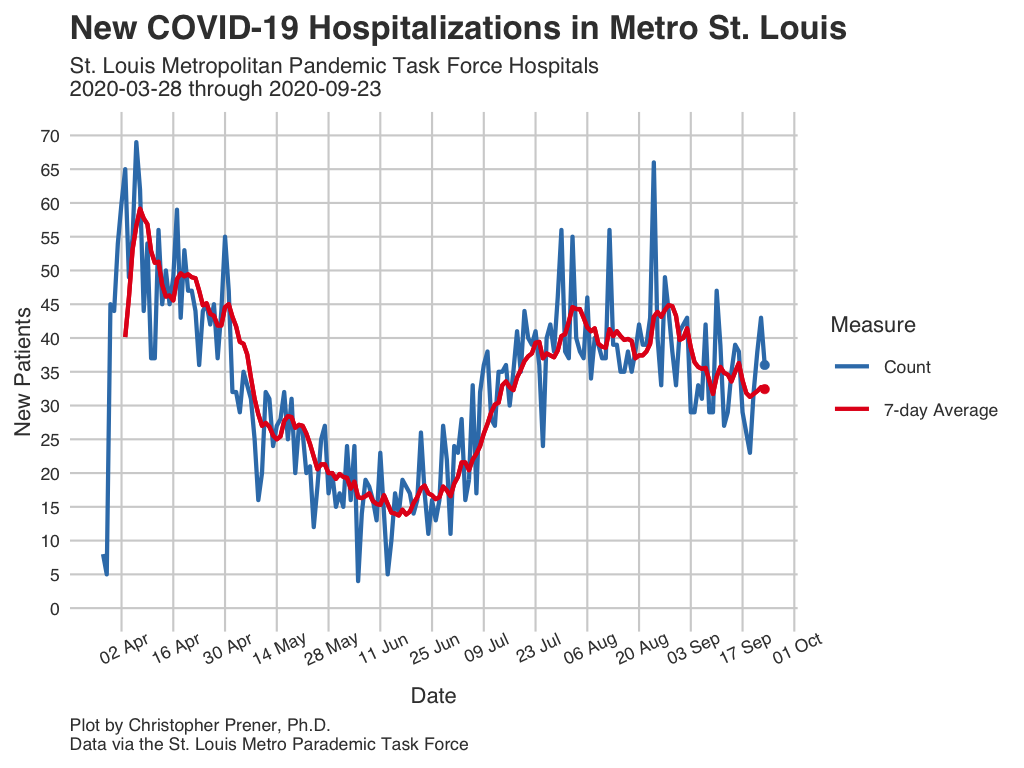 New COVID-19 Hospitalizations in Metro St. Louis
St. Louis Metropolitan Pandemic Task Force Hospitals
2020-03-28 through 2020-09-23
70
65
60
55
50
45
40
35
30
25
20
15
10
5
0
New Patients
02 Apr
16 Apr
30 Apr
14 May
28 May
11 Jun
25 Jun
09 Jul
23 Jul
06 Aug
20 Aug
03 Sep
17 Sep
01 Oct
Date
Measure
Count
7-day Average
Plot by Christopher Prener, Ph.D.
Data via the St. Louis Metro Parademic Task Force